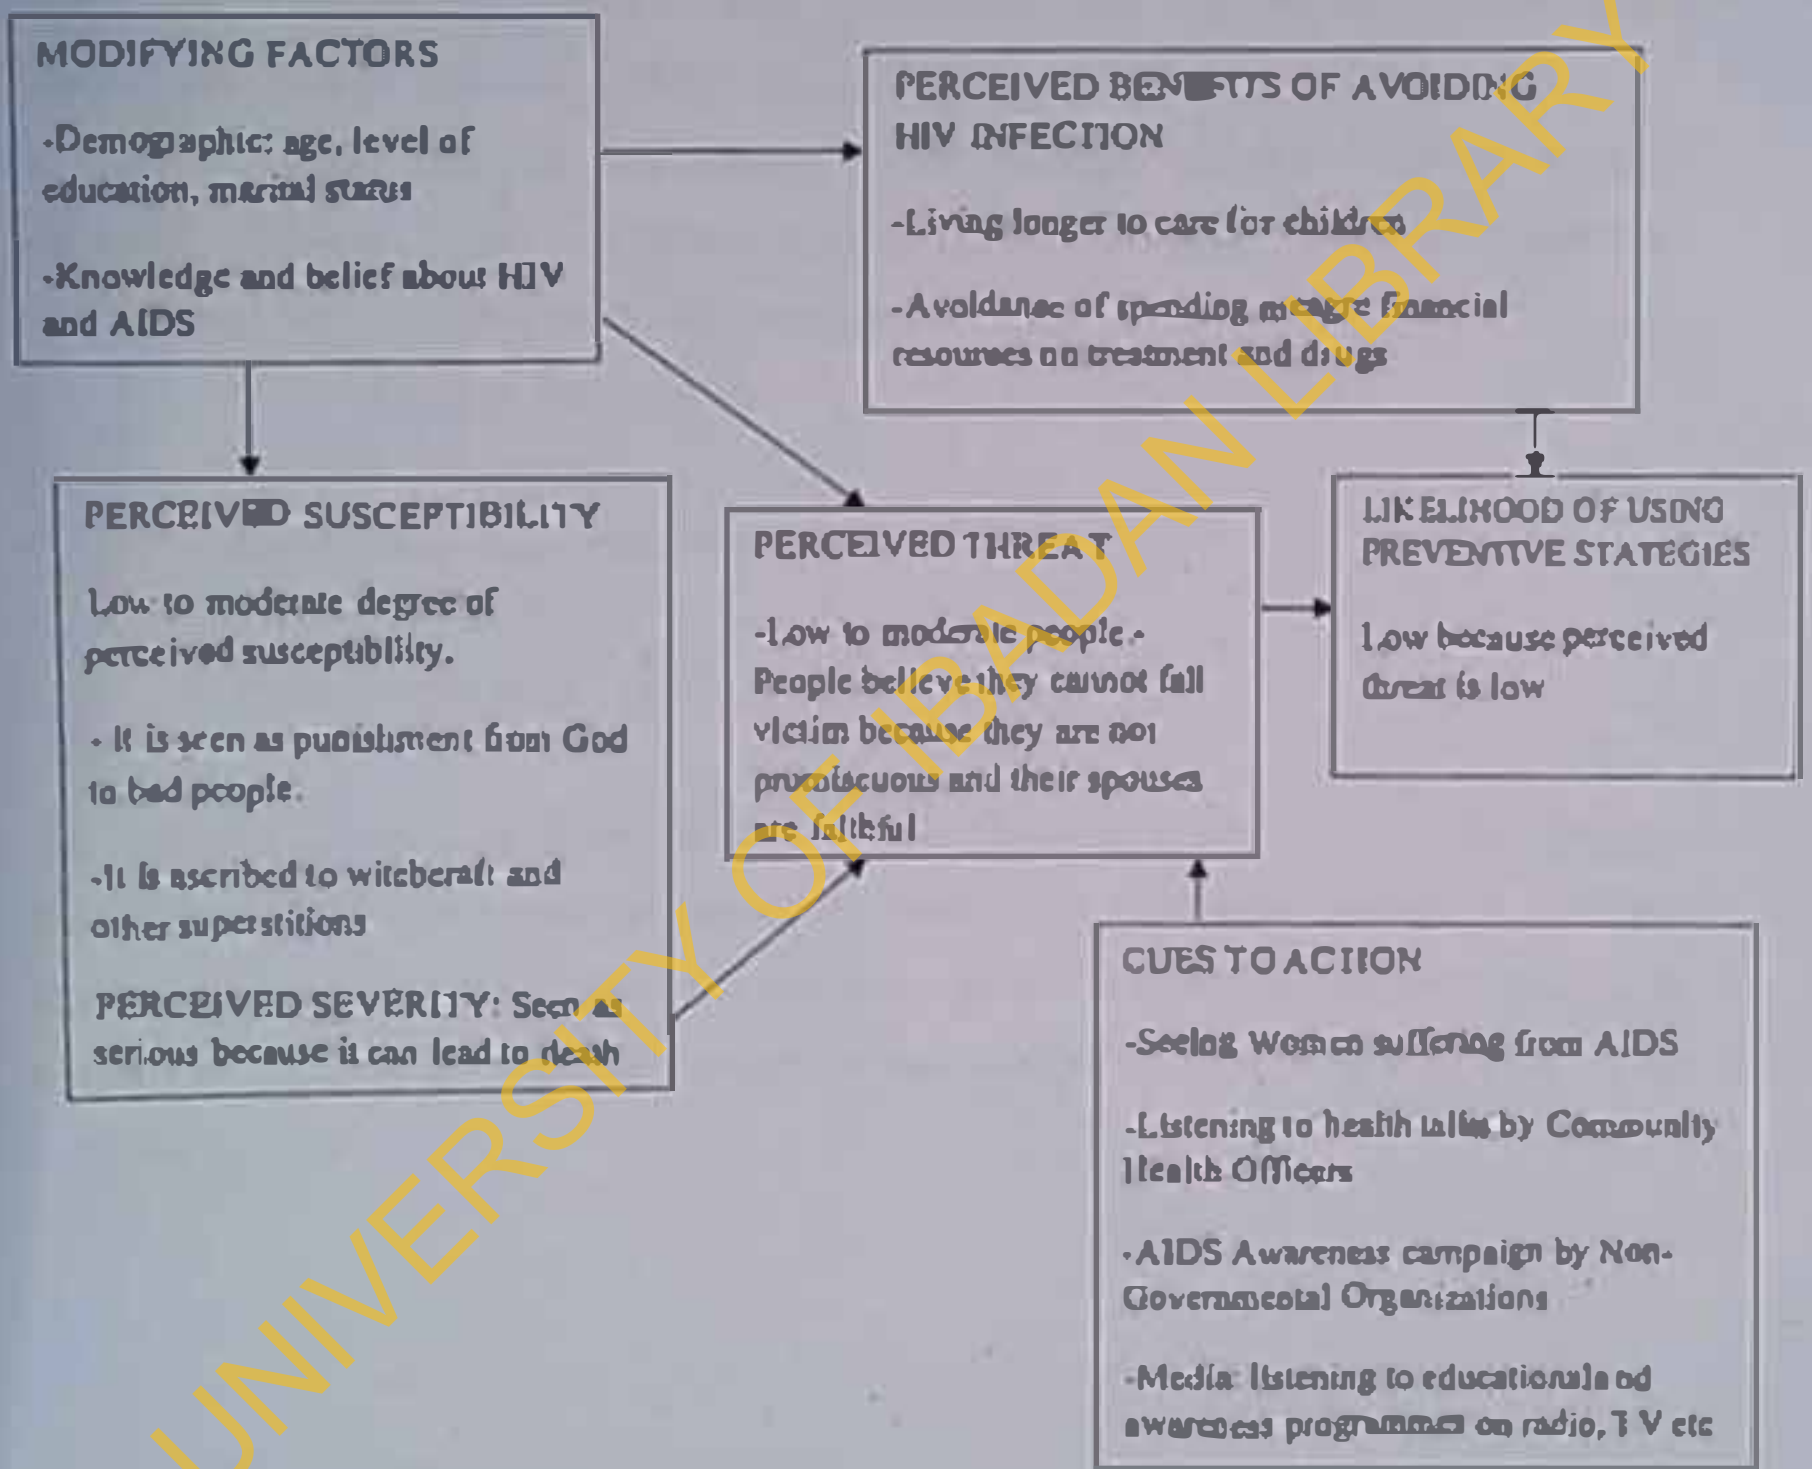 MODIFYING FACTORS
-Demographic: age, level of
education, marital status
-Knowledge and belief about HIV
and AIDS
PERCEIVED BENEFITS OF AVOIDING
HIV INFECTION
-Living longer to care for children
-Avoidance of spending meagre financial
resources on treatment and drugs
PERCEIVED SUSCEPTIBILITY
Low to moderate degree of
perceived susceptibility.
- It is seen as punishment from God
to bad people.
-It is ascribed to witchcraft and
other superstitions
PERCEIVED SEVERITY: Seen as
serious because it can lead to death
PERCEIVED THREAT
-Low to moderate people.-
People believe they cannot fall
victim because they are not
promiscuous and their spouses
are faithful
LIKELIHOOD OF USING
PREVENTIVE STATEGIES
Low because perceived
threat is low
CUES TO ACTION
-Seeing Women suffering from AIDS
-Listening to health talks by Community
Health Officers
-AIDS Awareness campaign by Non-
Governmental Organizations
-Media: listening to educational and
awareness programmes on radio, TV etc
UNIVERSITY OF IBADAN LIBRARY